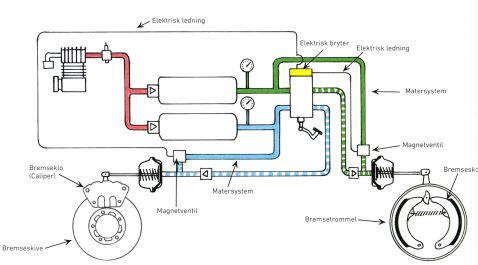 Elektrisk ledning
Elektrisk bryter
Elektrisk ledning
Matersystem
Magnetventil
Bremseklo
(Caliper)
Matersystem
Magnetventil
Bremsesko
Bremsetrommel
Bremseskive